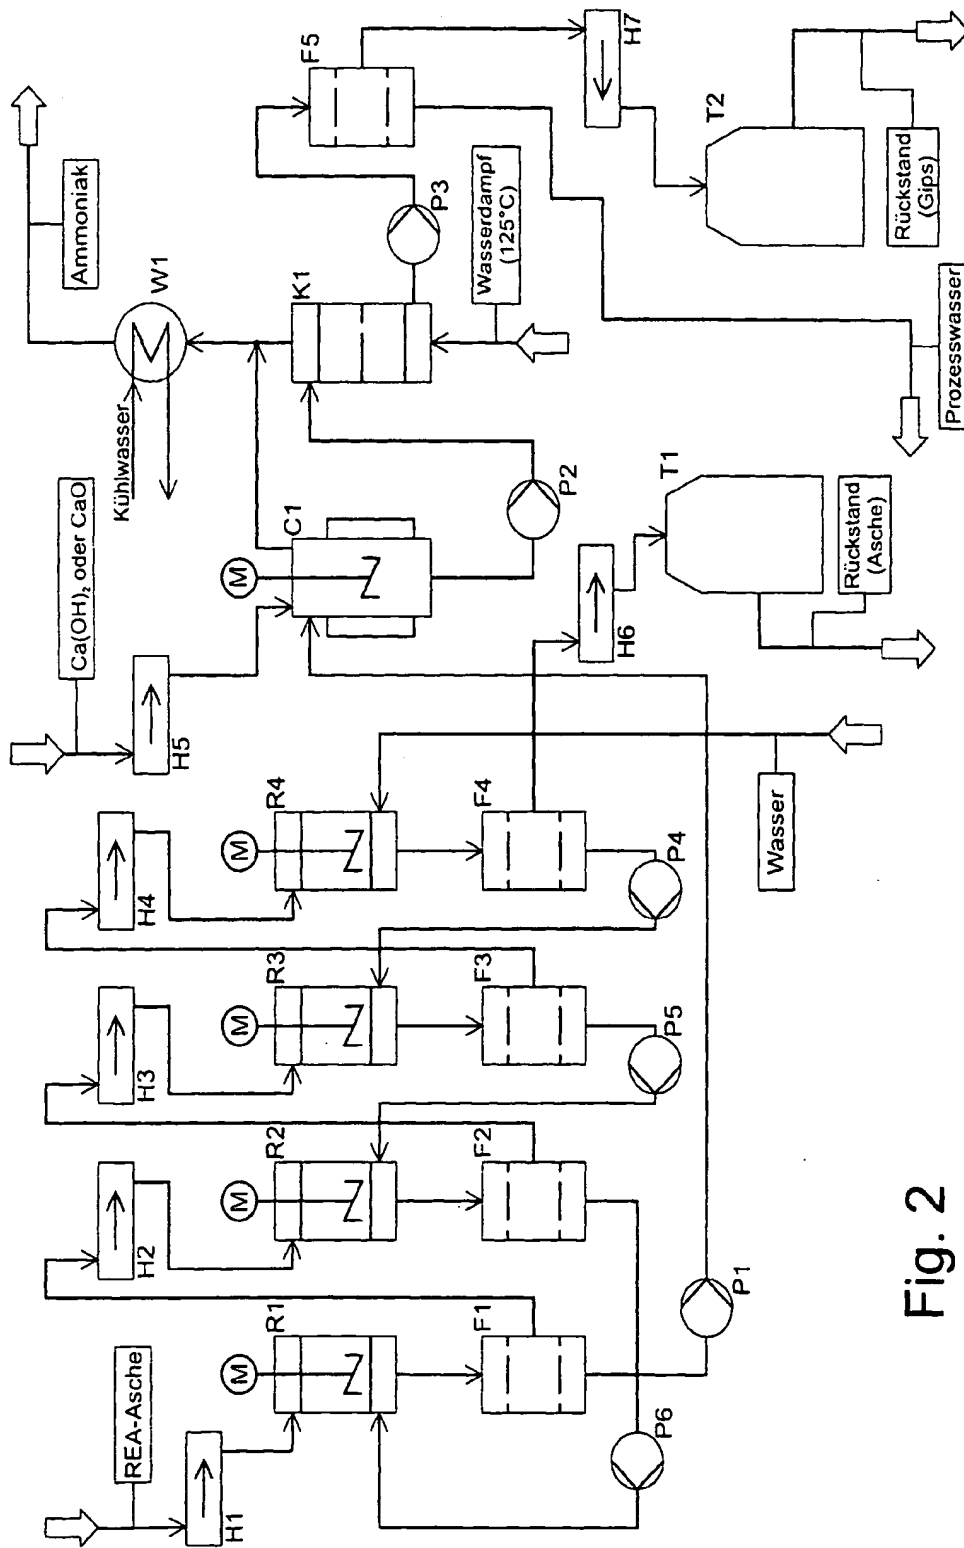 REA-Asche
H1
M
R1
F1
P6
H2
M
R2
F2
P1
H3
M
R3
F3
P5
H4
M
R4
F4
P4
Wasser
Ca(OH)₂ oder CaO
H5
M
C1
P2
H6
T1
Rückstand
(Asche)
Kühlwasser
W1
Ammoniak
K1
Wasserdampf
(125°C)
P3
F5
H7
T2
Rückstand
(Gips)
Prozesswasser
Fig. 2